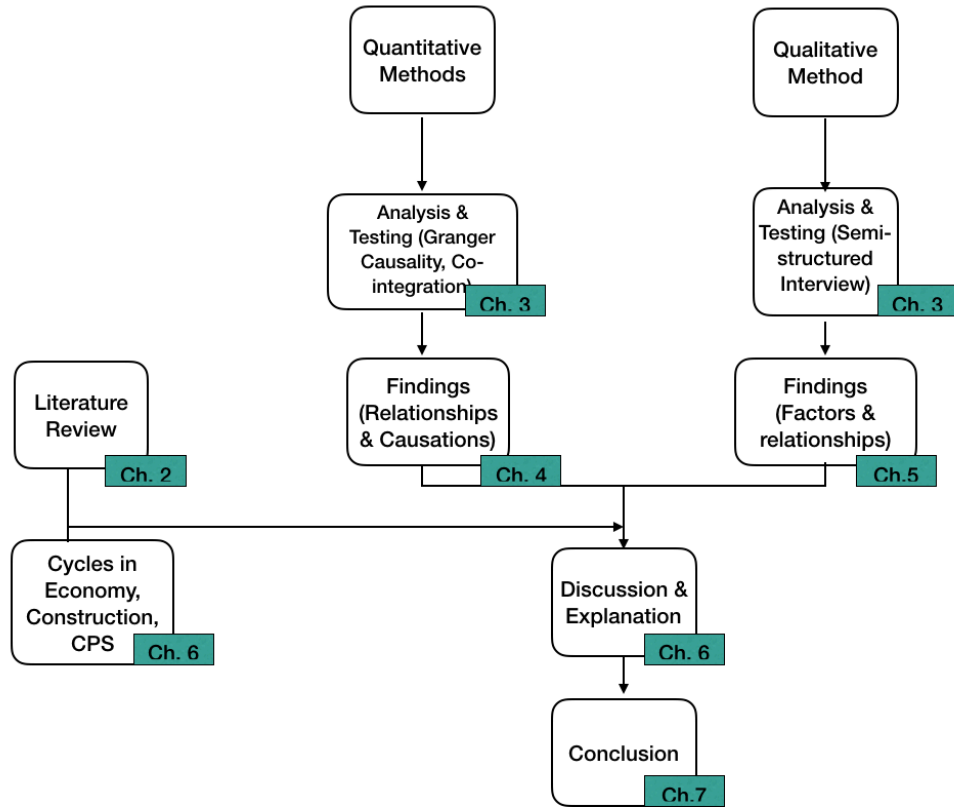 Quantitative
Methods
Qualitative
Method
Analysis &
Testing (Granger
Causality, Co-
integration)
Ch. 3
Analysis &
Testing (Semi-
structured
Interview)
Ch. 3
Literature
Review
Ch. 2
Findings
(Relationships
& Causations)
Ch. 4
Findings
(Factors &
relationships)
Ch.5
Cycles in
Economy,
Construction,
CPS
Ch. 6
Discussion &
Explanation
Ch. 6
Conclusion
Ch.7